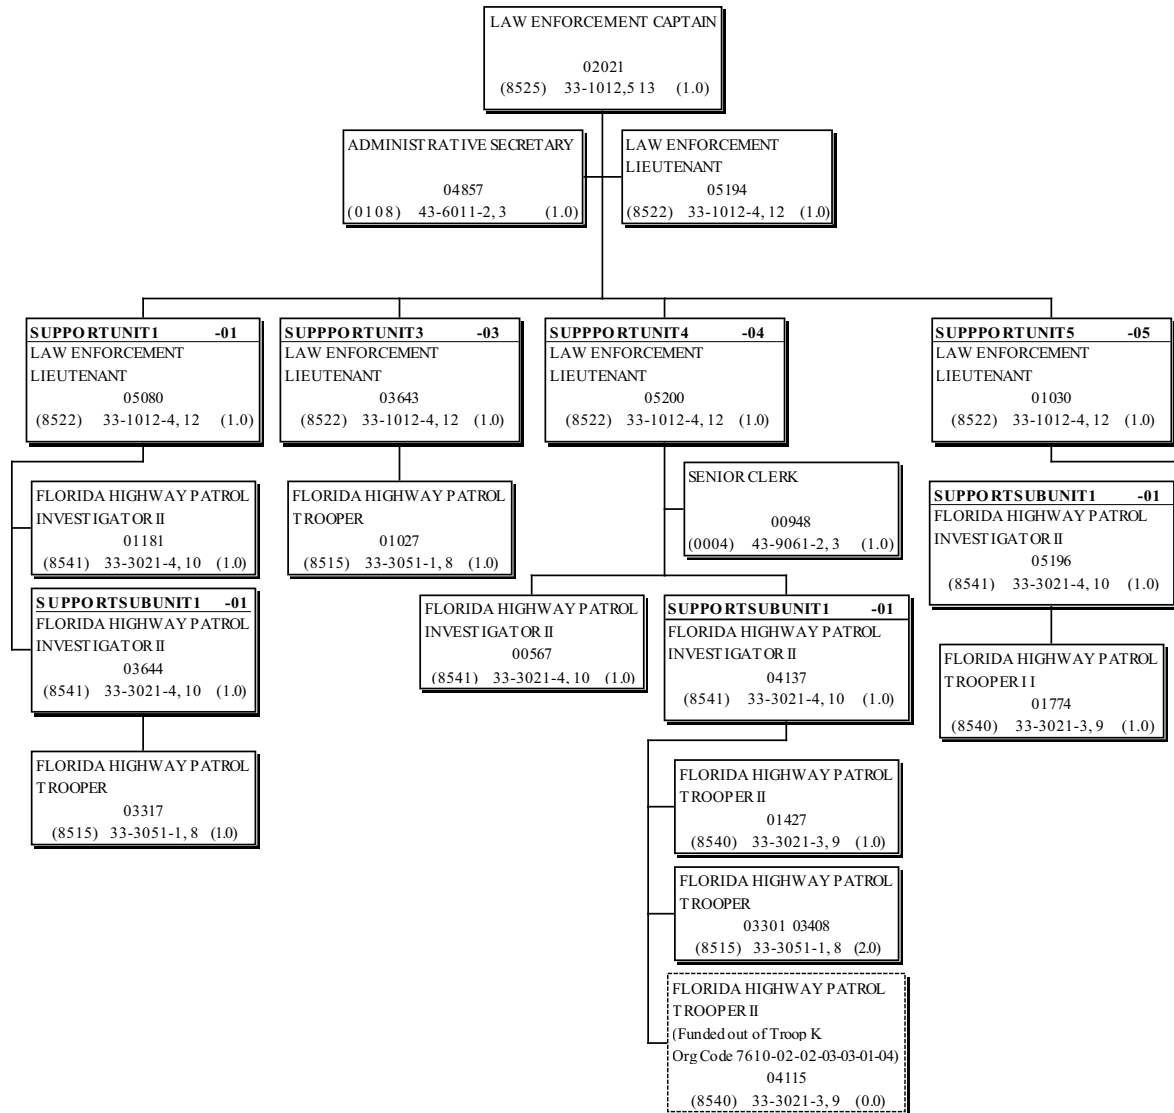 LAW ENFORCEMENT CAPTAIN
02021
(8525) 33-1012,5 13 (1.0)
ADMINISTRATIVE SECRETARY
04857
(0108) 43-6011-2, 3 (1.0)
LAW ENFORCEMENT
LIEUTENANT
05194
(8522) 33-1012-4, 12 (1.0)
SUPPORTUNIT1 -01
LAW ENFORCEMENT
LIEUTENANT
05080
(8522) 33-1012-4, 12 (1.0)
SUPPPORTUNIT3 -03
LAW ENFORCEMENT
LIEUTENANT
03643
(8522) 33-1012-4, 12 (1.0)
SUPPPORTUNIT4 -04
LAW ENFORCEMENT
LIEUTENANT
05200
(8522) 33-1012-4, 12 (1.0)
SUPPPORTUNIT5 -05
LAW ENFORCEMENT
LIEUTENANT
01030
(8522) 33-1012-4, 12 (1.0)
FLORIDA HIGHWAY PATROL
INVESTIGATOR II
01181
(8541) 33-3021-4, 10 (1.0)
FLORIDA HIGHWAY PATROL
TROOPER
01027
(8515) 33-3051-1, 8 (1.0)
SENIOR CLERK
00948
(0004) 43-9061-2, 3 (1.0)
SUPPORTSUBUNIT1 -01
FLORIDA HIGHWAY PATROL
INVESTIGATOR II
05196
(8541) 33-3021-4, 10 (1.0)
SUPPORTSUBUNIT1 -01
FLORIDA HIGHWAY PATROL
INVESTIGATOR II
03644
(8541) 33-3021-4, 10 (1.0)
FLORIDA HIGHWAY PATROL
INVESTIGATOR II
00567
(8541) 33-3021-4, 10 (1.0)
SUPPORTSUBUNIT1 -01
FLORIDA HIGHWAY PATROL
INVESTIGATOR II
04137
(8541) 33-3021-4, 10 (1.0)
FLORIDA HIGHWAY PATROL
TROOPER I I
01774
(8540) 33-3021-3, 9 (1.0)
FLORIDA HIGHWAY PATROL
TROOPER
03317
(8515) 33-3051-1, 8 (1.0)
FLORIDA HIGHWAY PATROL
TROOPER II
01427
(8540) 33-3021-3, 9 (1.0)
FLORIDA HIGHWAY PATROL
TROOPER
03301 03408
(8515) 33-3051-1, 8 (2.0)
FLORIDA HIGHWAY PATROL
TROOPER II
(Funded out of Troop K
Org Code 7610-02-02-03-03-01-04)
04115
(8540) 33-3021-3, 9 (0.0)